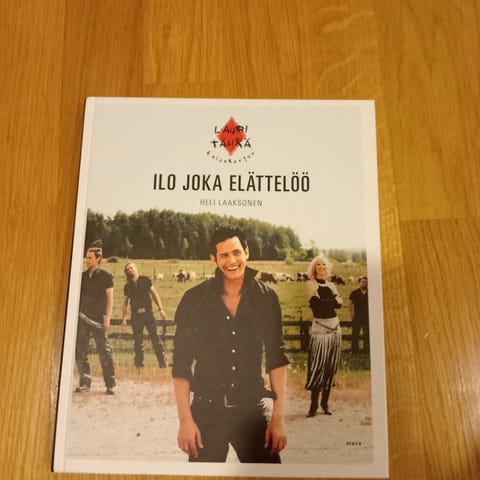 LAURI
TÄHKÄ
& elonkerjuu
ILO JOKA ELÄTTELÖÖ
HELI LAAKSONEN
otava